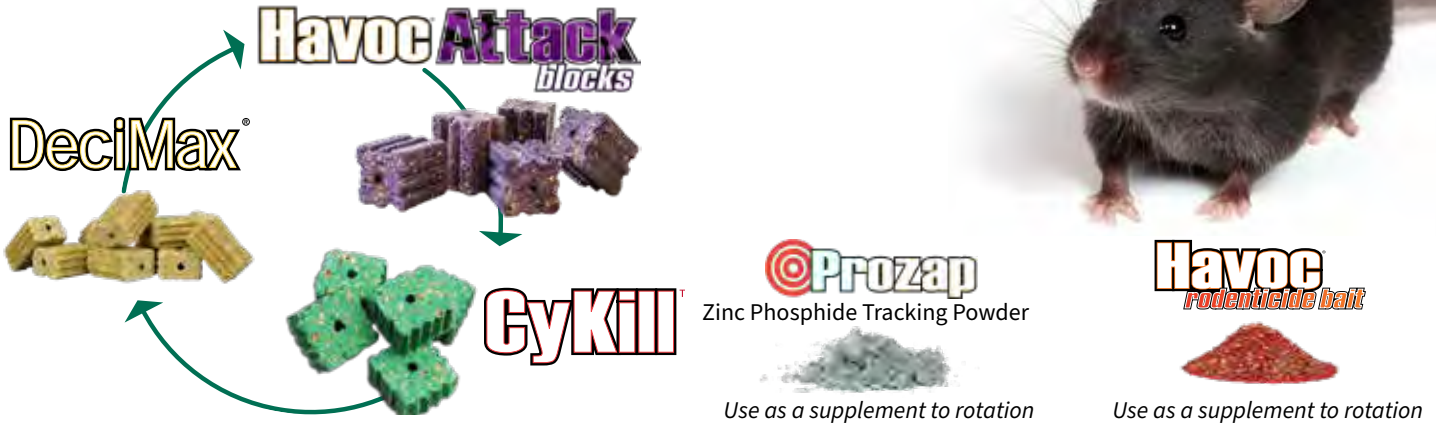 Havoc Attack
blocks
DeciMax®
CyKill™
Prozap
Zinc Phosphide Tracking Powder
Use as a supplement to rotation
Havoc
rodenticide bait
Use as a supplement to rotation